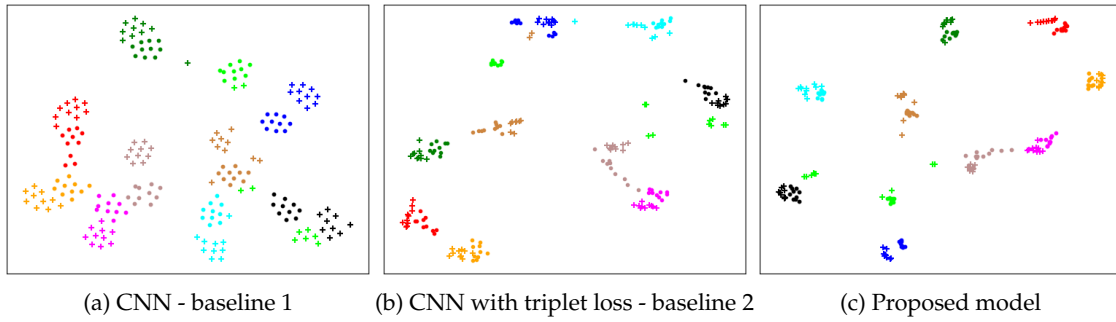 (a) CNN - baseline 1
(b) CNN with triplet loss - baseline 2
(c) Proposed model